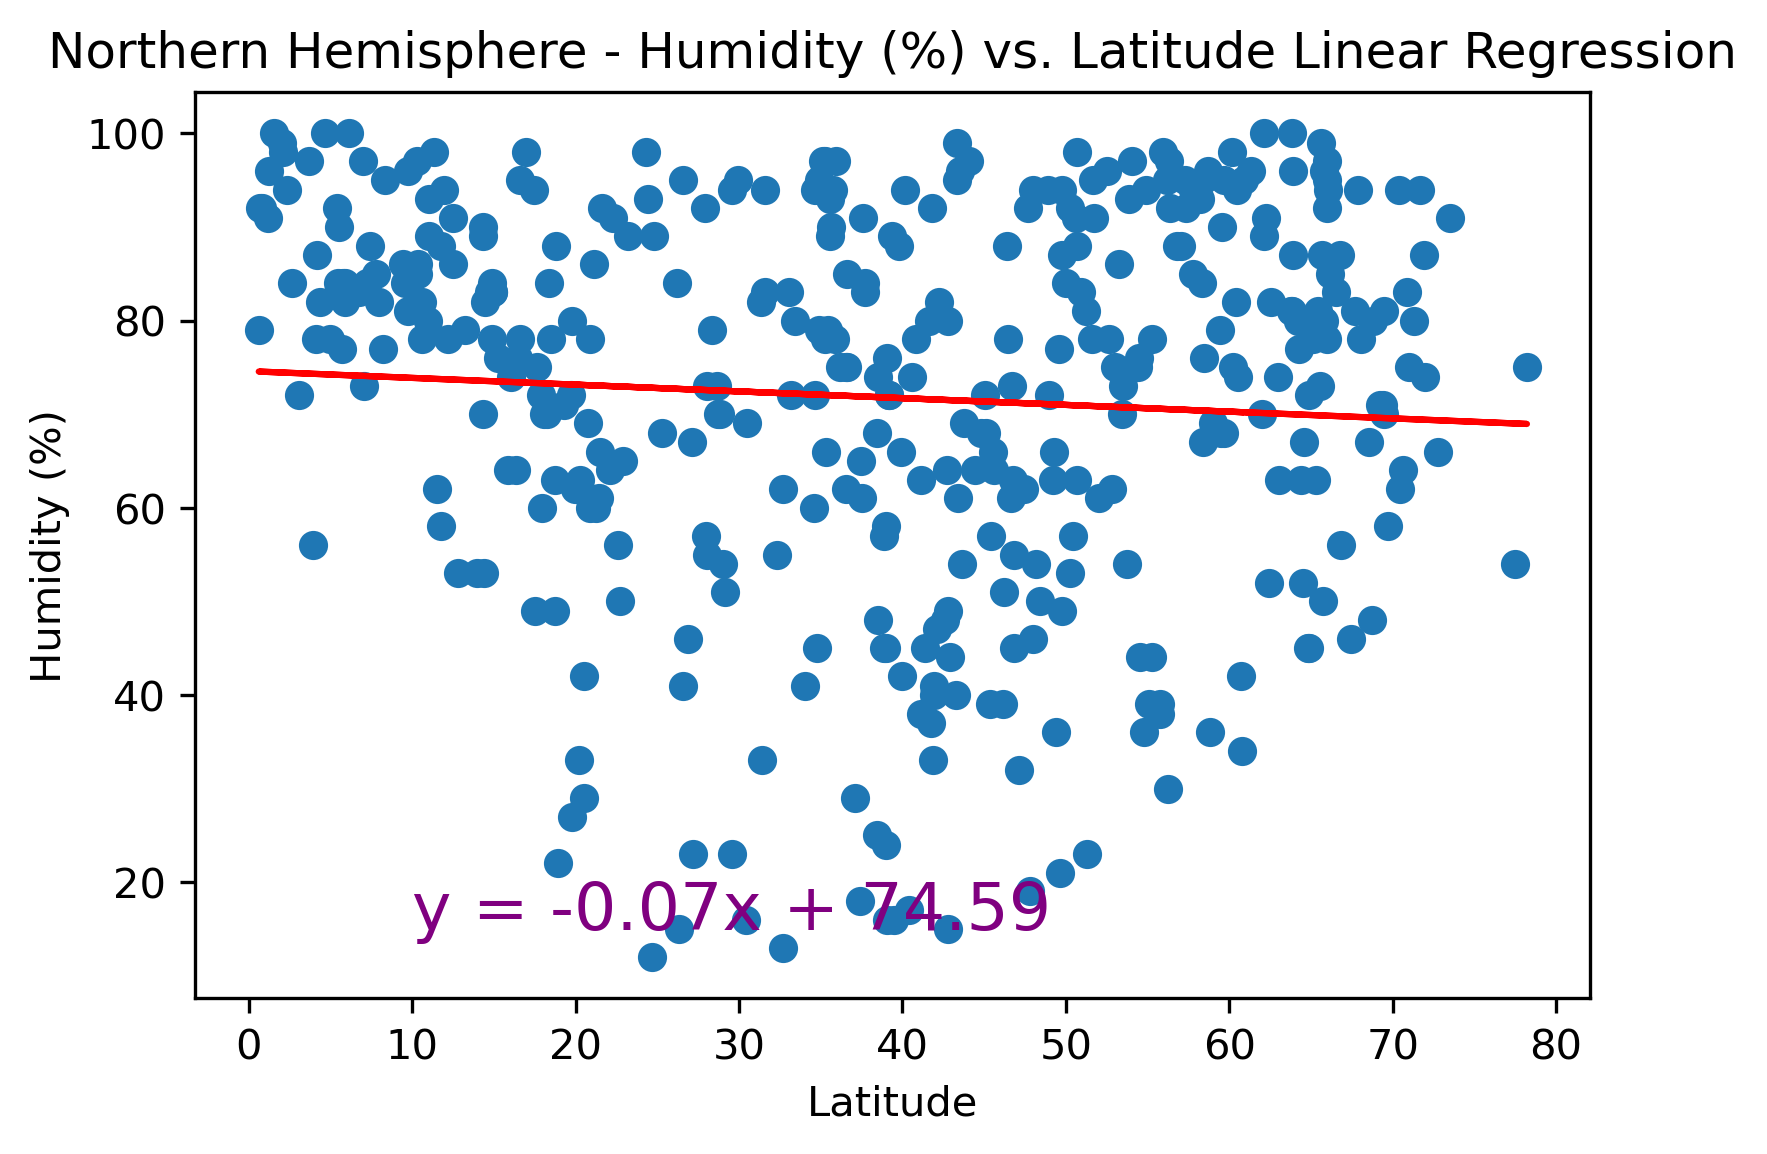 Northern Hemisphere - Humidity (%) vs. Latitude Linear Regression
100
80
60
40
20
Humidity (%)
y = -0.07x + 74.59
0 10 20 30 40 50 60 70 80
Latitude